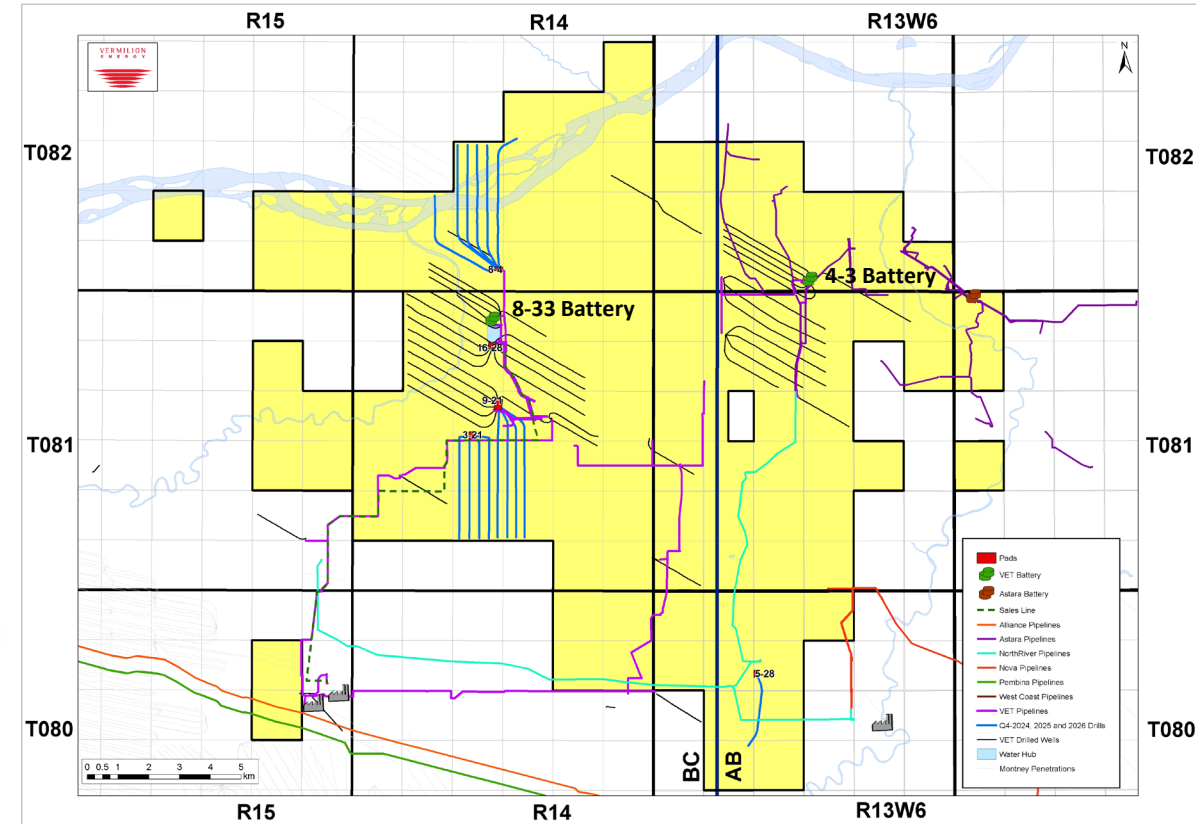 R15 R14 R13W6
VERMILION
ENERGY
N
T082 T082
8-4
4-3 Battery
8-33 Battery
16-28
9-21
3-21
T081 T081
Pads
VET Battery
Astara Battery
Sales Line
Alliance Pipelines
Astara Pipelines
NorthRiver Pipelines
Nova Pipelines
Pembina Pipelines
West Coast Pipelines
VET Pipelines
Q4-2024, 2025 and 2026 Drills
VET Drilled Wells
Water Hub
Montney Penetrations
15-28
T080 T080
BC AB
0 0.5 1 2 3 4 5
km
R15 R14 R13W6